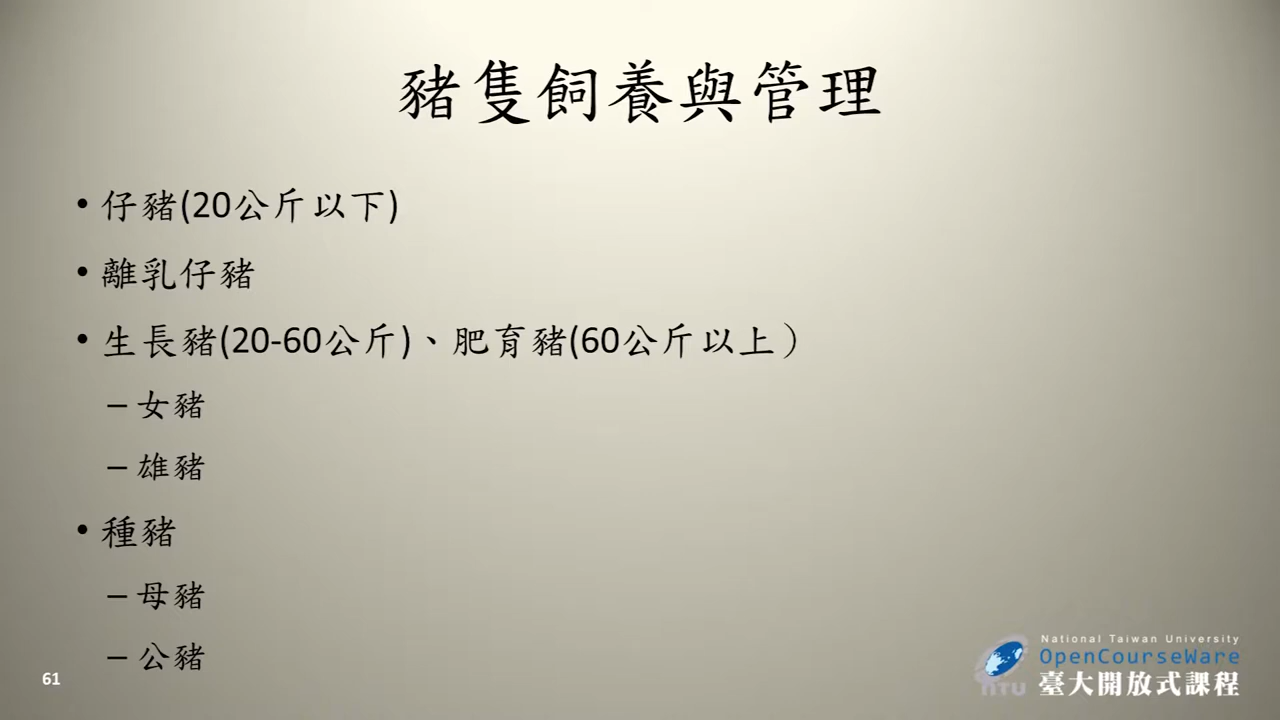 豬隻飼養與管理
• 仔豬(20公斤以下)
• 離乳仔豬
• 生長豬(20-60公斤)、肥育豬(60公斤以上）
– 女豬
– 雄豬
• 種豬
– 母豬
– 公豬
61
National Taiwan University
OpenCourseWare
NTU 臺大開放式課程